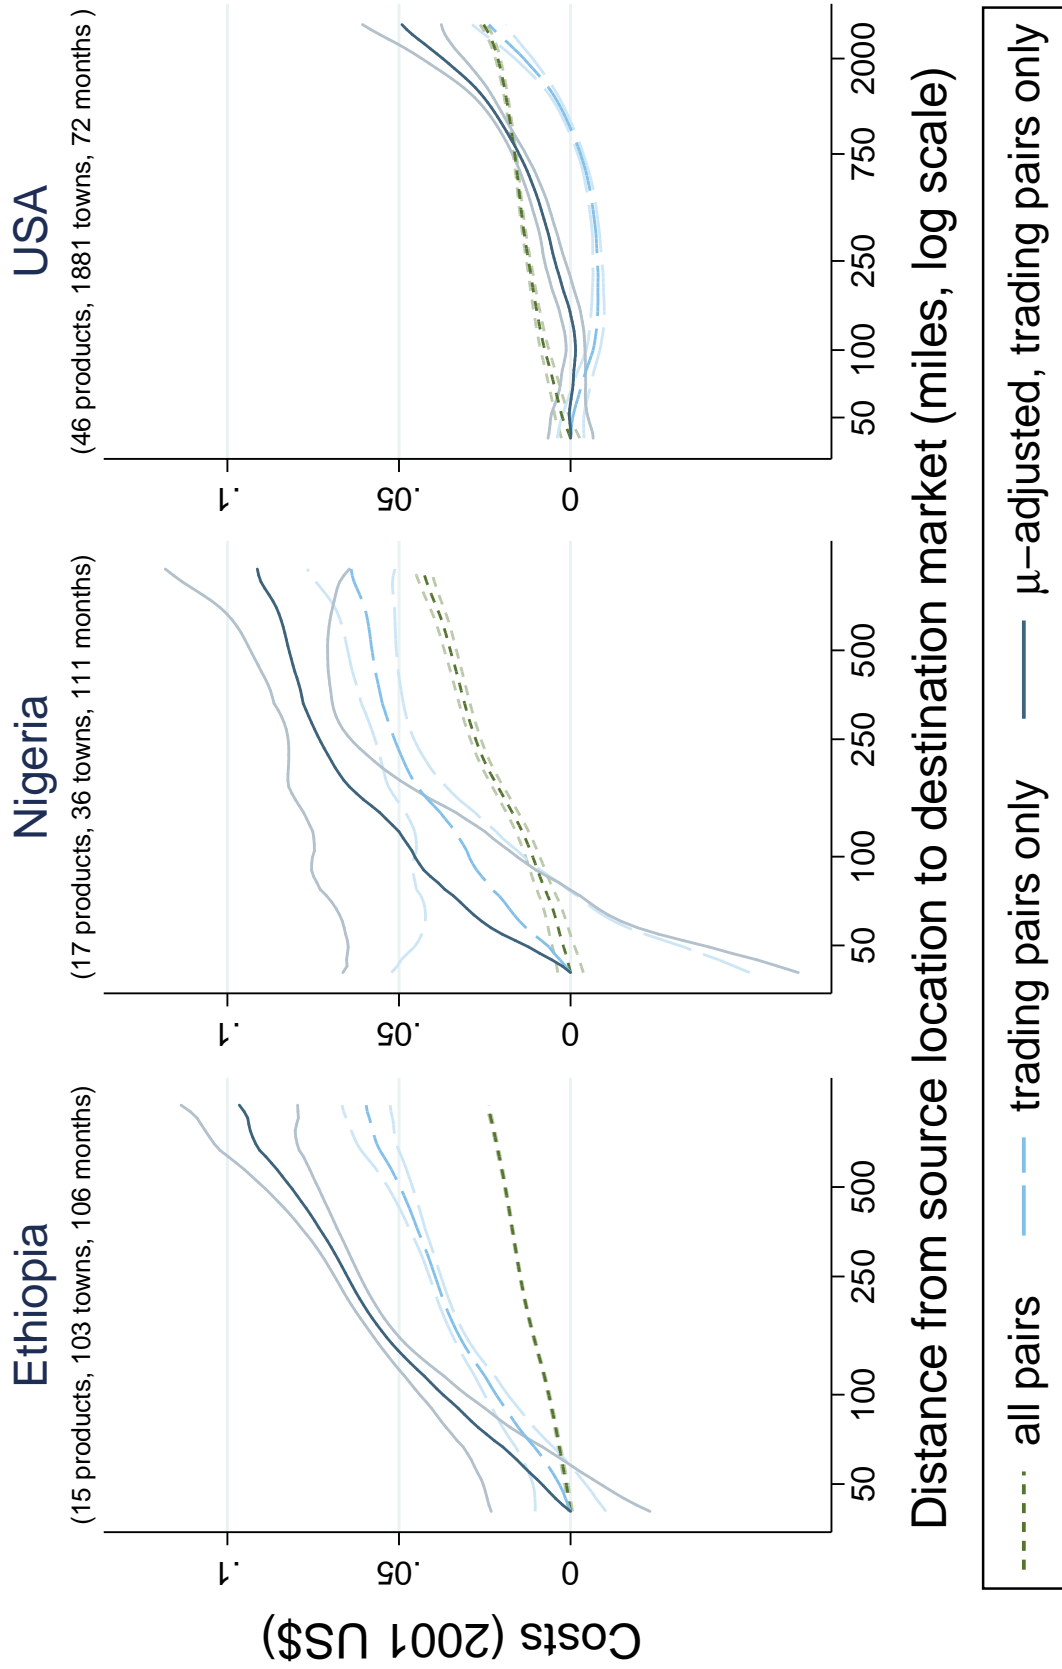 Ethiopia
(15 products, 103 towns, 106 months)
Nigeria
(17 products, 36 towns, 111 months)
USA
(46 products, 1881 towns, 72 months )
Costs (2001 US$)
.1
.05
0
50
100
250
500
.1
.05
0
50
100
250
500
.1
.05
0
50
100
250
750
2000
Distance from source location to destination market (miles, log scale)
all pairs
trading pairs only
μ−adjusted, trading pairs only